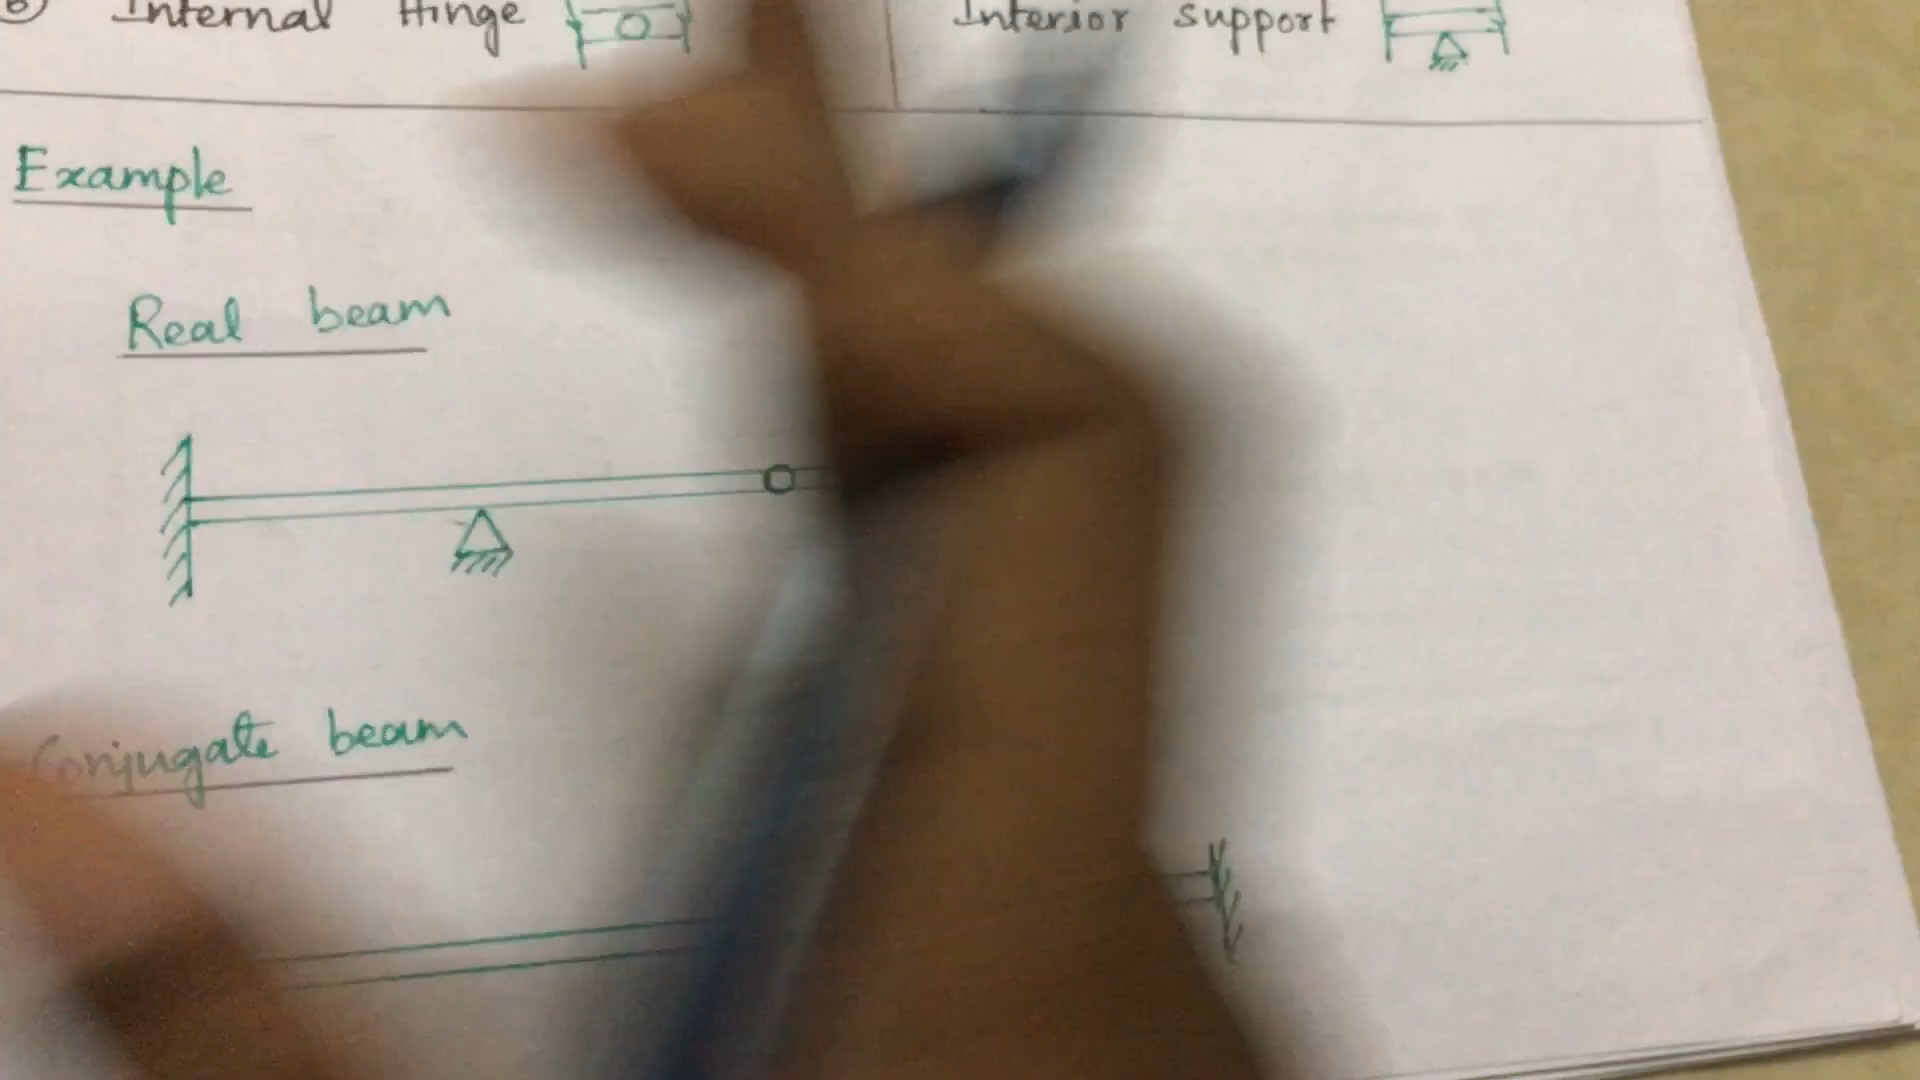 Internal Hinge
Interior support
Example
Real beam
Conjugate beam